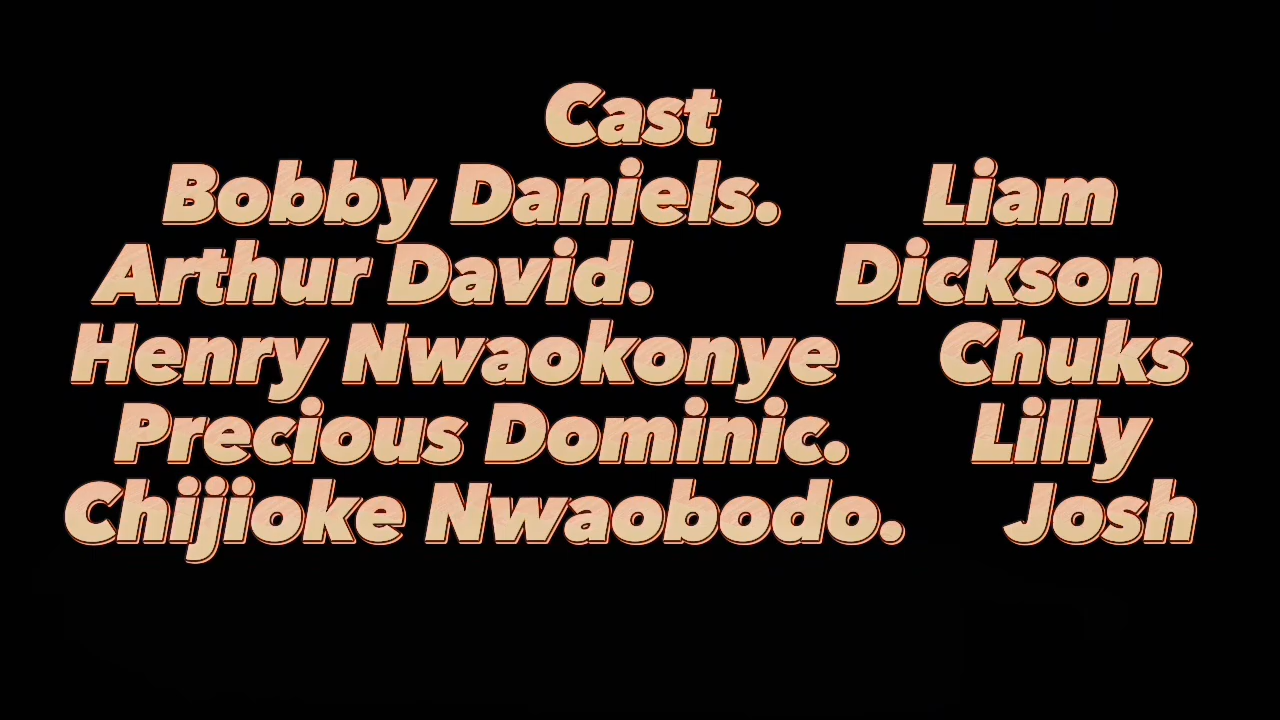 Cast
Bobby Daniels. Liam
Arthur David. Dickson
Henry Nwaokonye Chuks
Precious Dominic. Lilly
Chijioke Nwaobodo. Josh